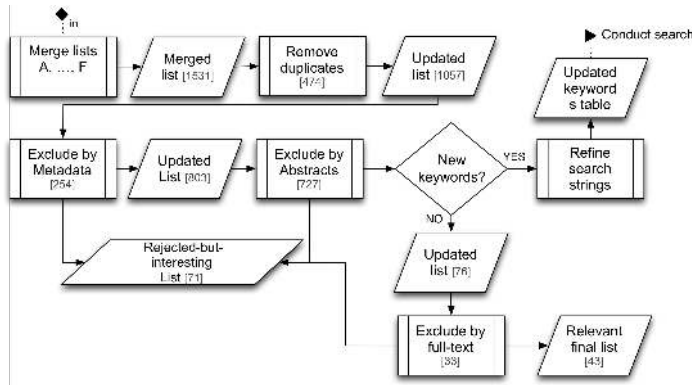 in
Conduct search
Merge lists
A. ..., F
Merged
list [1531]
Remove
duplicates
[474]
Updated
list [1057]
Updated
keyword
s table
Exclude by
Metadata
[254]
Updated
List [803]
Exclude by
Abstracts
[727]
New
keywords?
YES
Refine
search
strings
NO
Rejected-but-
interesting
List [71]
Updated
list [76]
Exclude by
full-text
[33]
Relevant
final list
[43]